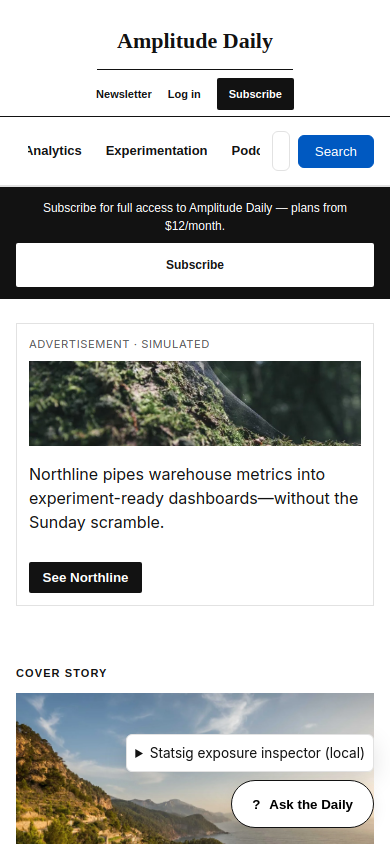 Amplitude Daily
Newsletter Log in Subscribe
Analytics Experimentation Search
Subscribe for full access to Amplitude Daily — plans from
$12/month.
Subscribe
ADVERTISEMENT · SIMULATED
Northline pipes warehouse metrics into
experiment-ready dashboards—without the
Sunday scramble.
See Northline
COVER STORY
▶ Statsig exposure inspector (local)
? Ask the Daily